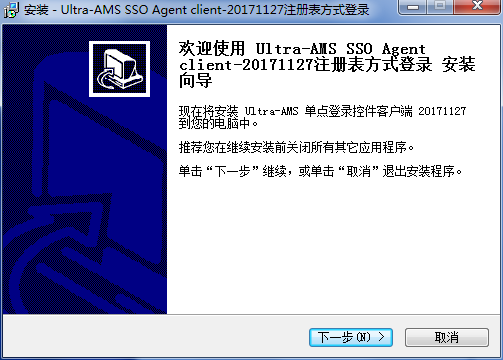 安装 - Ultra-AMS SSO Agent client-20171127注册表方式登录
欢迎使用 Ultra-AMS SSO Agent
client-20171127注册表方式登录 安装
向导
现在将安装 Ultra-AMS 单点登录控件客户端 20171127
到您的电脑中。
推荐您在继续安装前关闭所有其它应用程序。
单击“下一步”继续，或单击“取消”退出安装程序。
下一步(N) >
取消